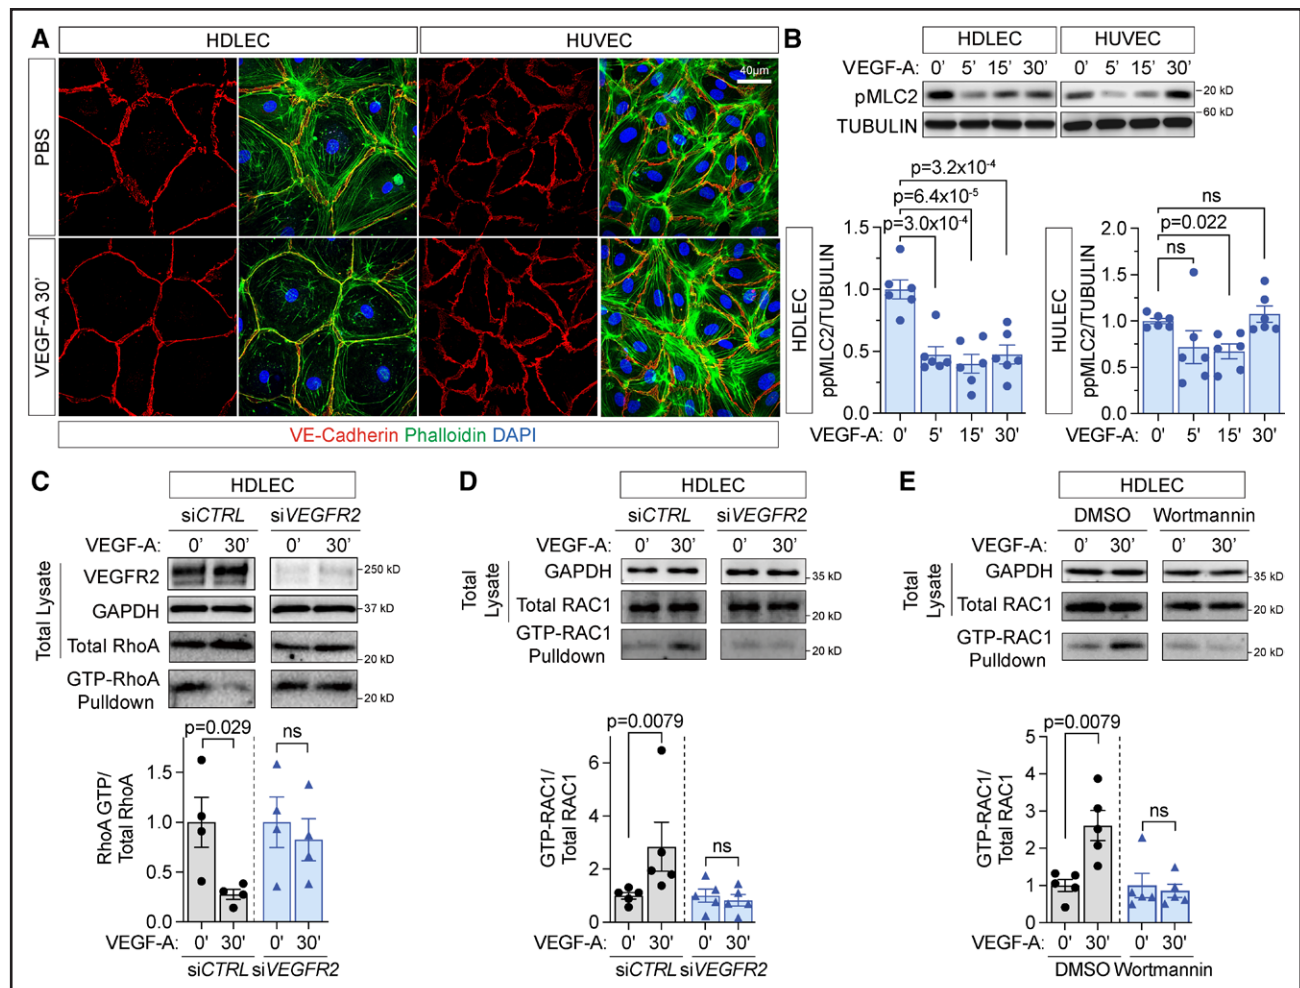 A
HDLEC HUVEC
PBS
40µm
VEGF-A 30'
VE-Cadherin Phalloidin DAPI
B
HDLEC HUVEC
VEGF-A: 0' 5' 15' 30' 0' 5' 15' 30'
pMLC2 20 kD
60 kD
TUBULIN
HDLEC
ppMLC2/TUBULIN
p=3.2x10-4
p=6.4x10-5
p=3.0x10-4
1.5
1.0
0.5
0.0
VEGF-A: 0' 5' 15' 30'
HULEC
ppMLC2/TUBULIN
ns
p=0.022
ns
2.0
1.5
1.0
0.5
0.0
VEGF-A: 0' 5' 15' 30'
C
HDLEC
siCTRL siVEGFR2
VEGF-A: 0' 30' 0' 30'
Total Lysate
VEGFR2 250 kD
GAPDH 37 kD
Total RhoA 20 kD
GTP-RhoA
Pulldown 20 kD
p=0.029 ns
RhoA GTP/
Total RhoA
1.5
1.0
0.5
0.0
VEGF-A: 0' 30' 0' 30'
siCTRL siVEGFR2
D
HDLEC
siCTRL siVEGFR2
VEGF-A: 0' 30' 0' 30'
Total
Lysate
GAPDH 35 kD
Total RAC1 20 kD
GTP-RAC1
Pulldown 20 kD
p=0.0079
ns
GTP-RAC1/
Total RAC1
6
4
2
0
VEGF-A: 0' 30' 0' 30'
siCTRL siVEGFR2
E
HDLEC
DMSO Wortmannin
VEGF-A: 0' 30' 0' 30'
Total
Lysate
GAPDH 35 kD
Total RAC1 20 kD
GTP-RAC1
Pulldown 20 kD
p=0.0079
ns
GTP-RAC1/
Total RAC1
5
4
3
2
1
0
VEGF-A: 0' 30' 0' 30'
DMSO Wortmannin